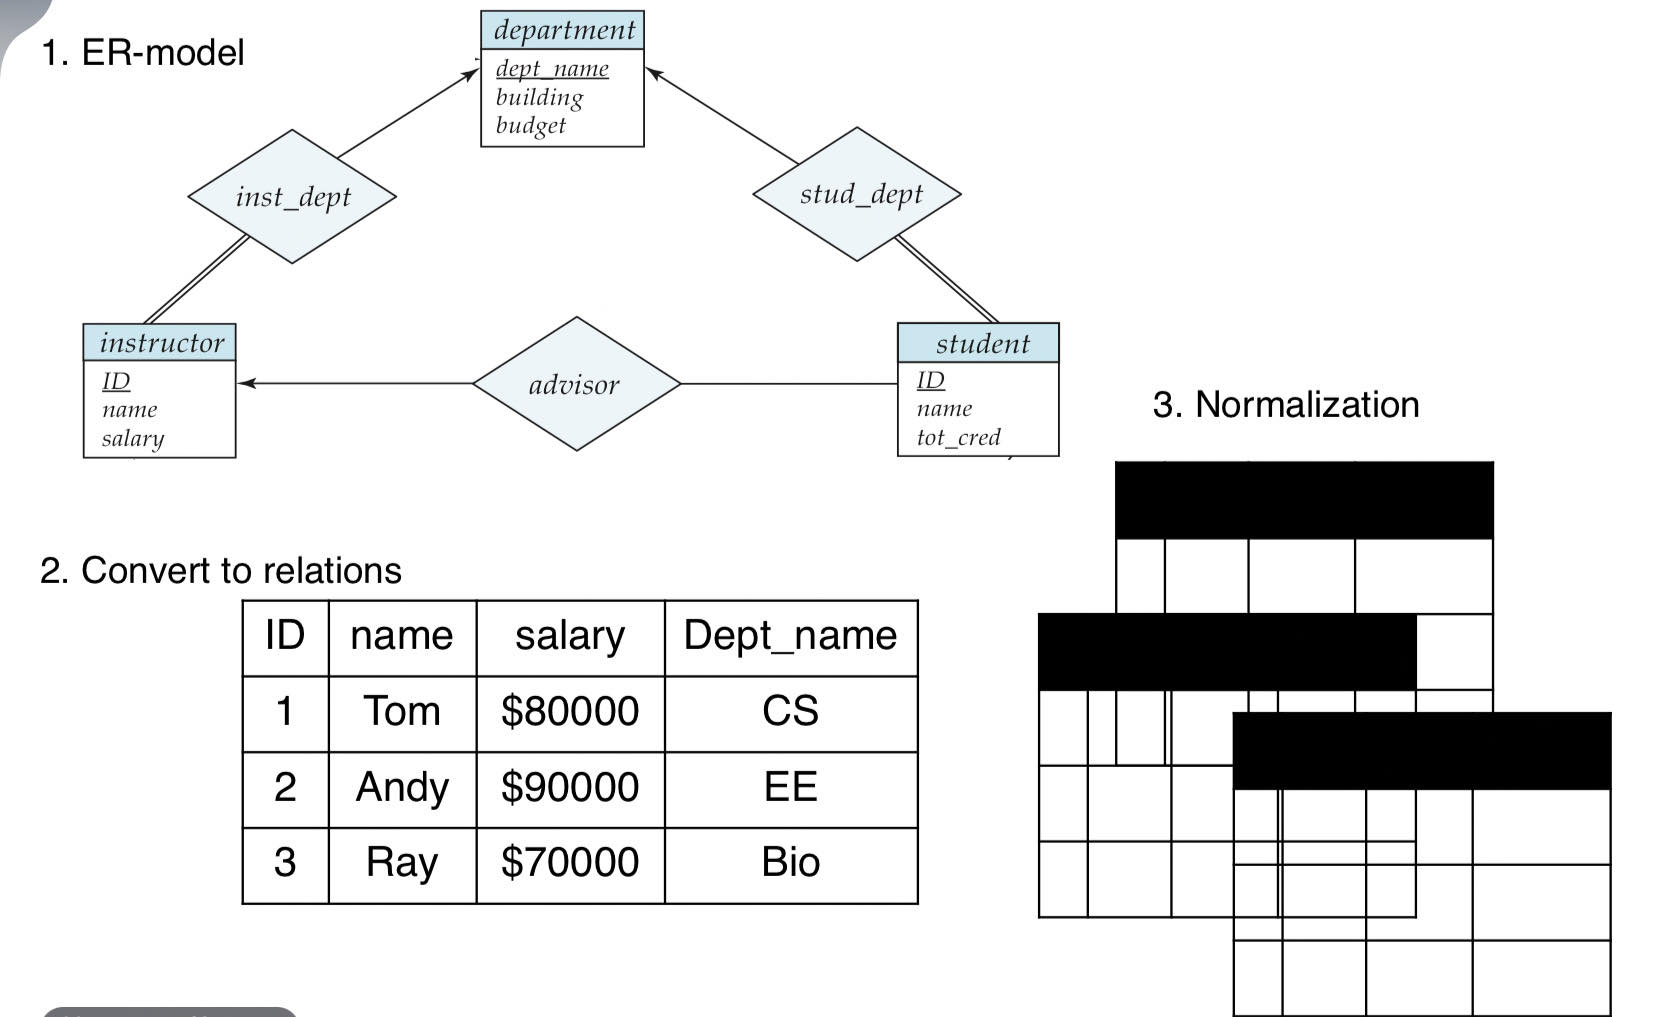 1. ER-model
department
dept_name
building
budget
inst_dept
stud_dept
instructor
ID
name
salary
advisor
student
ID
name
tot_cred
3. Normalization
2. Convert to relations
ID name salary Dept_name
1 Tom $80000 CS
2 Andy $90000 EE
3 Ray $70000 Bio